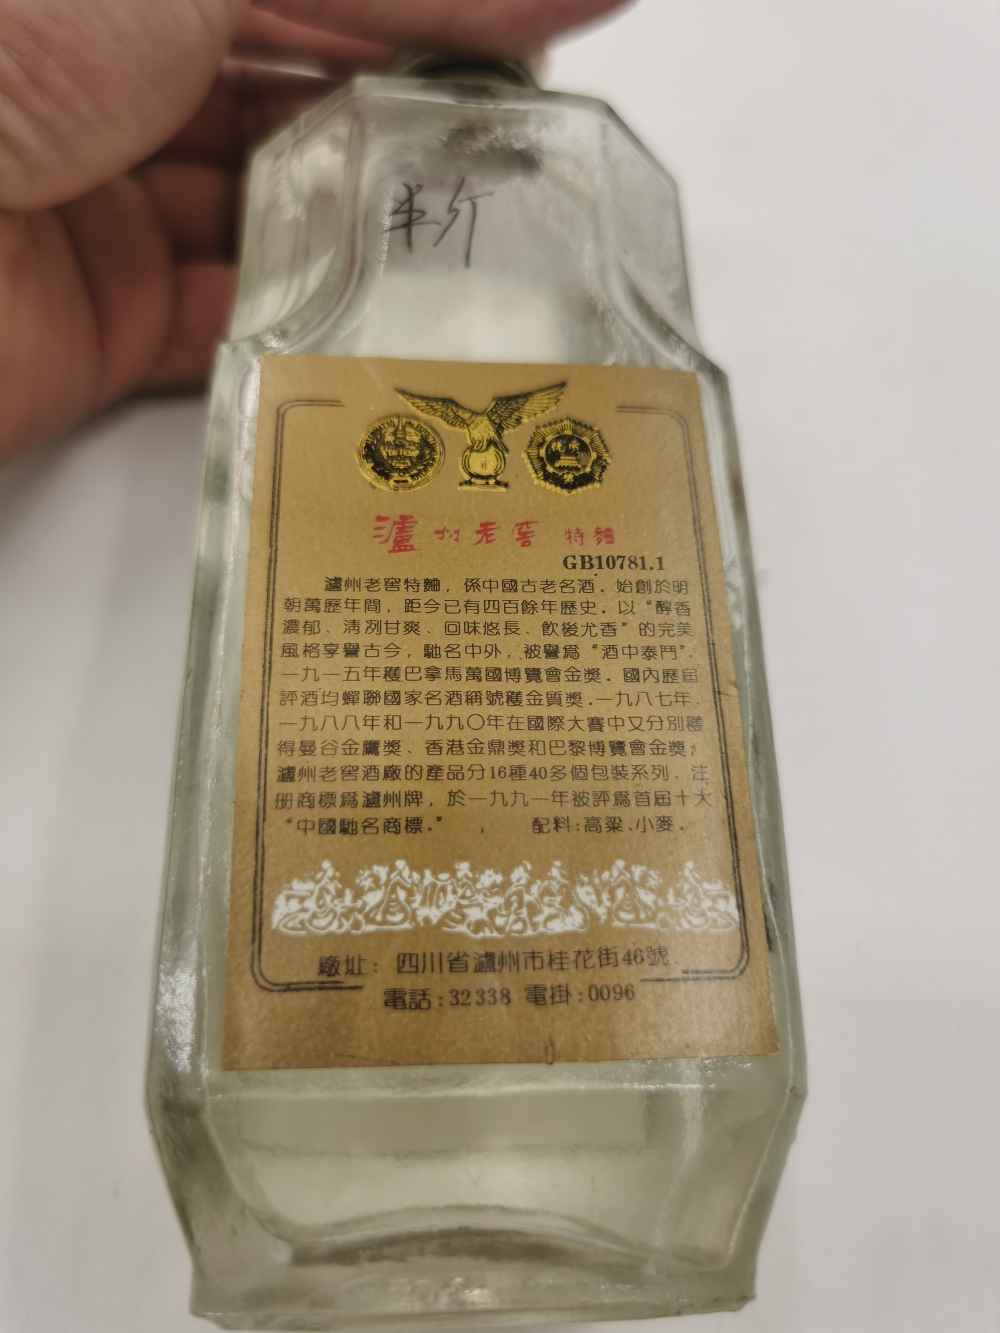 半斤
瀘州老窖 特麯
GB10781.1
瀘州老窖特麯，係中國古老名酒．始創於明
朝萬歷年間，距今已有四百餘年歷史．以“醇香
濃郁、清冽甘爽、回味悠長、飲後尤香”的完美
風格享譽古今，馳名中外，被譽爲“酒中泰鬥”．
一九一五年穫巴拿馬萬國博覽會金獎．國內歷屆
評酒均蟬聯國家名酒稱號穫金質獎．一九八七年、
一九八八年和一九九〇年在國際大賽中又分別穫
得曼谷金鷹獎、香港金鼎獎和巴黎博覽會金獎；
瀘州老窖酒廠的產品分16種40多個包裝系列．注
册商標爲瀘州牌，於一九九一年被評爲首屆十大
“中國馳名商標．” 配料:高粱、小麥．
廠址：四川省瀘州市桂花街46號
電話:32338 電掛:0096